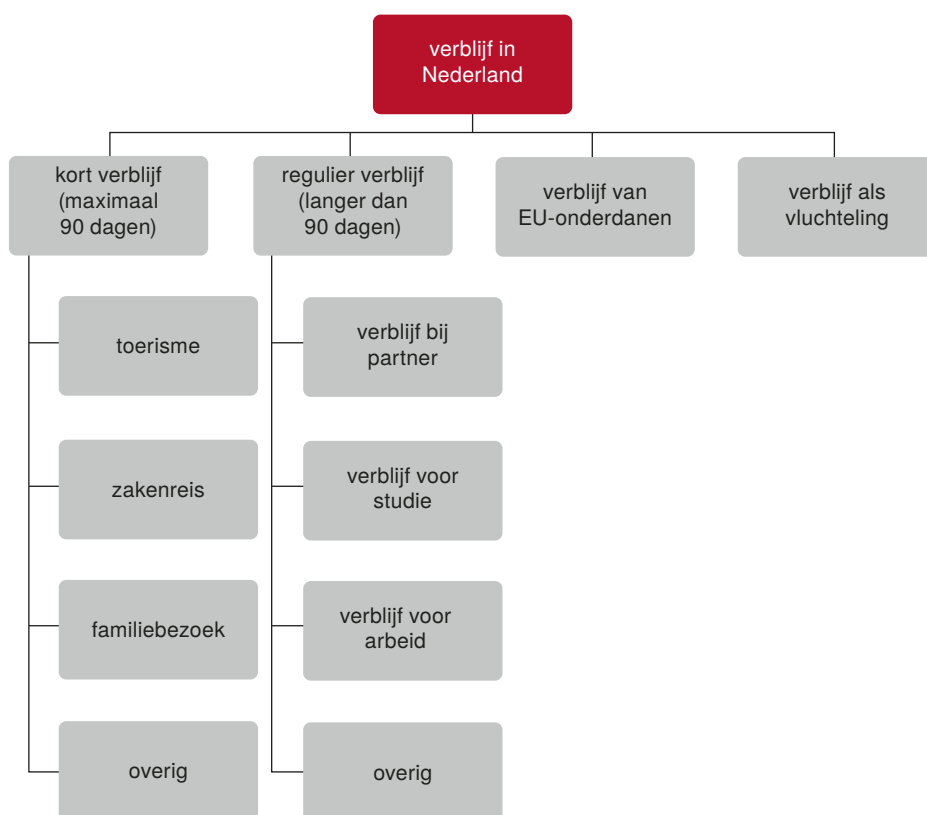 verblijf in
Nederland
kort verblijf
(maximaal
90 dagen)
regulier verblijf
(langer dan
90 dagen)
verblijf van
EU-onderdanen
verblijf als
vluchteling
toerisme
verblijf bij
partner
zakenreis
verblijf voor
studie
familiebezoek
verblijf voor
arbeid
overig
overig